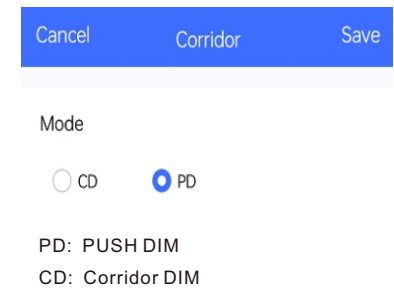 Cancel Corridor Save
Mode
CD PD
PD: PUSH DIM
CD: Corridor DIM